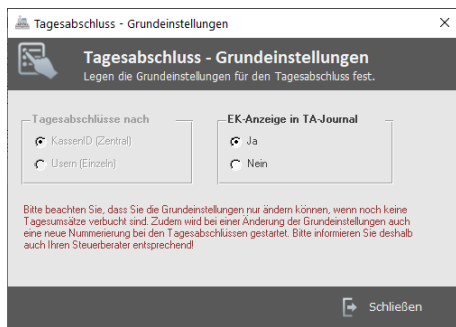 Tagesabschluss - Grundeinstellungen
Tagesabschluss - Grundeinstellungen
Legen die Grundeinstellungen für den Tagesabschluss fest.
Tagesabschlüsse nach
KassenID (Zentral)
Usern (Einzeln)
EK-Anzeige in TA-Journal
Ja
Nein
Bitte beachten Sie, dass Sie die Grundeinstellungen nur ändern können, wenn noch keine
Tagesumsätze verbucht sind. Zudem wird bei einer Änderung der Grundeinstellungen auch
eine neue Nummerierung bei den Tagesabschlüssen gestartet. Bitte informieren Sie deshalb
auch Ihren Steuerberater entsprechend!
Schließen